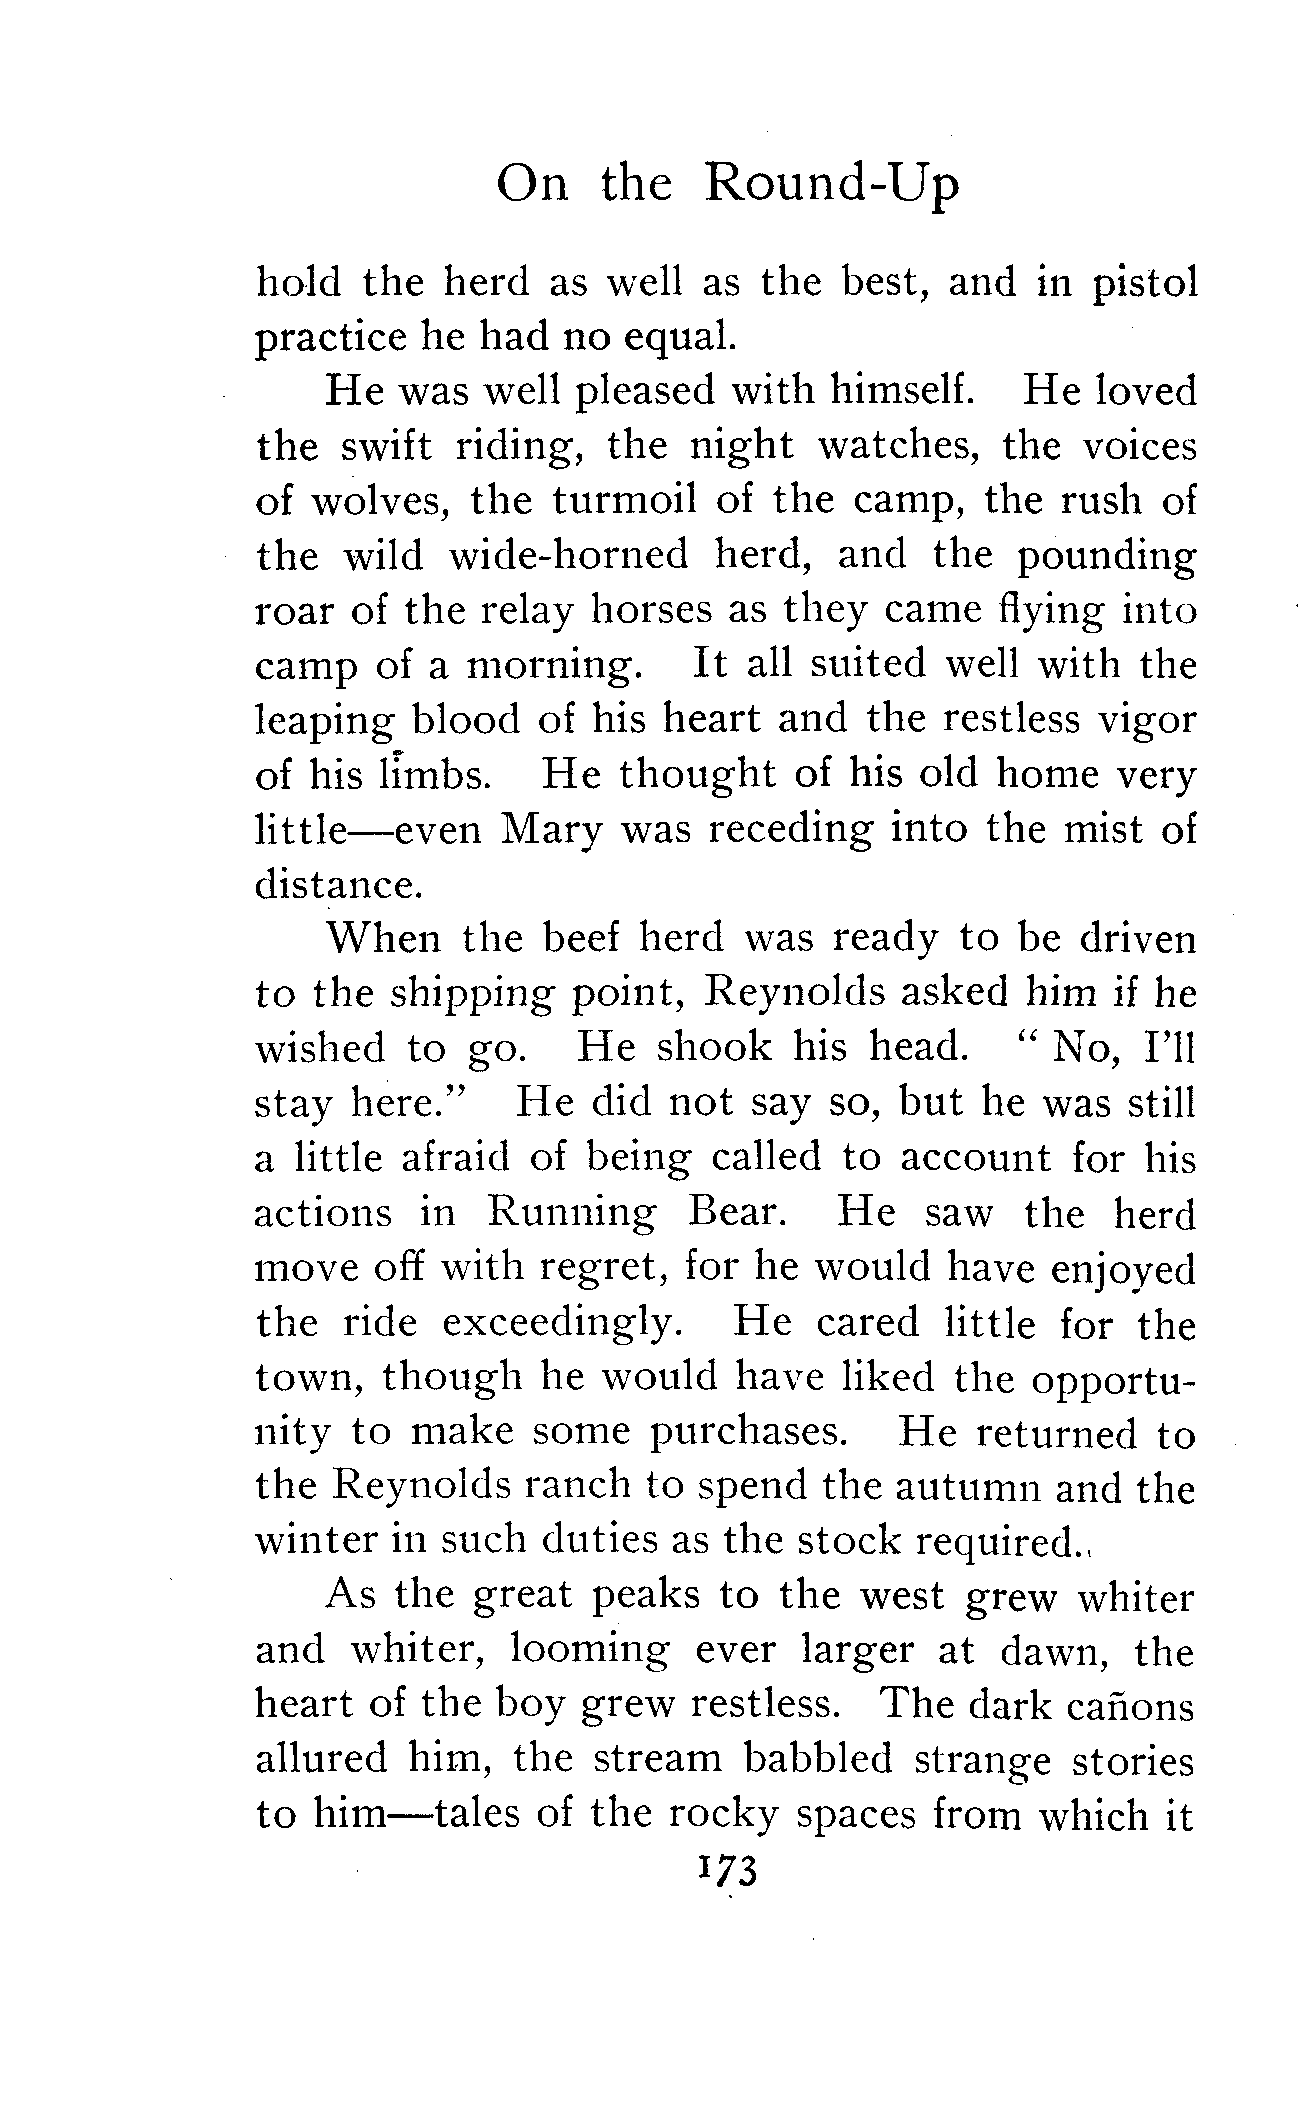 On the Round-Up
hold the herd as well as the best, and in pistol
practice he had no equal.
He was well pleased with himself. He loved
the swift riding, the night watches, the voices
of wolves, the turmoil of the camp, the rush of
the wild wide-horned herd, and the pounding
roar of the relay horses as they came flying into
camp of a morning. It all suited well with the
leaping blood of his heart and the restless vigor
of his limbs. He thought of his old home very
little—even Mary was receding into the mist of
distance.
When the beef herd was ready to be driven
to the shipping point, Reynolds asked him if he
wished to go. He shook his head. “ No, I’ll
stay here.” He did not say so, but he was still
a little afraid of being called to account for his
actions in Running Bear. He saw the herd
move off with regret, for he would have enjoyed
the ride exceedingly. He cared little for the
town, though he would have liked the opportu-
nity to make some purchases. He returned to
the Reynolds ranch to spend the autumn and the
winter in such duties as the stock required.
As the great peaks to the west grew whiter
and whiter, looming ever larger at dawn, the
heart of the boy grew restless. The dark cañons
allured him, the stream babbled strange stories
to him—tales of the rocky spaces from which it
173